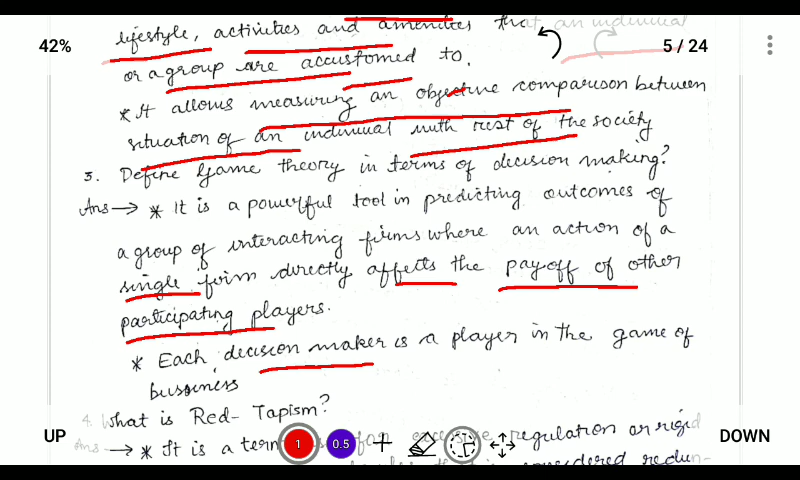 42%
5 / 24
lifestyle, activities and amenities that an individual
or a group are accustomed to.
* It allows measuring an objective comparison between
situation of an individual with rest of the society
3. Define Game theory in terms of decision making?
Ans → * It is a powerful tool in predicting outcomes of
a group of interacting firms where an action of a
single firm directly affects the payoff of other
participating players.
* Each decision maker is a player in the game of
bussiness
4. What is Red- Tapism?
UP
1
0.5
DOWN
Ans → * It is a term for regulation or rigid
considered redun-